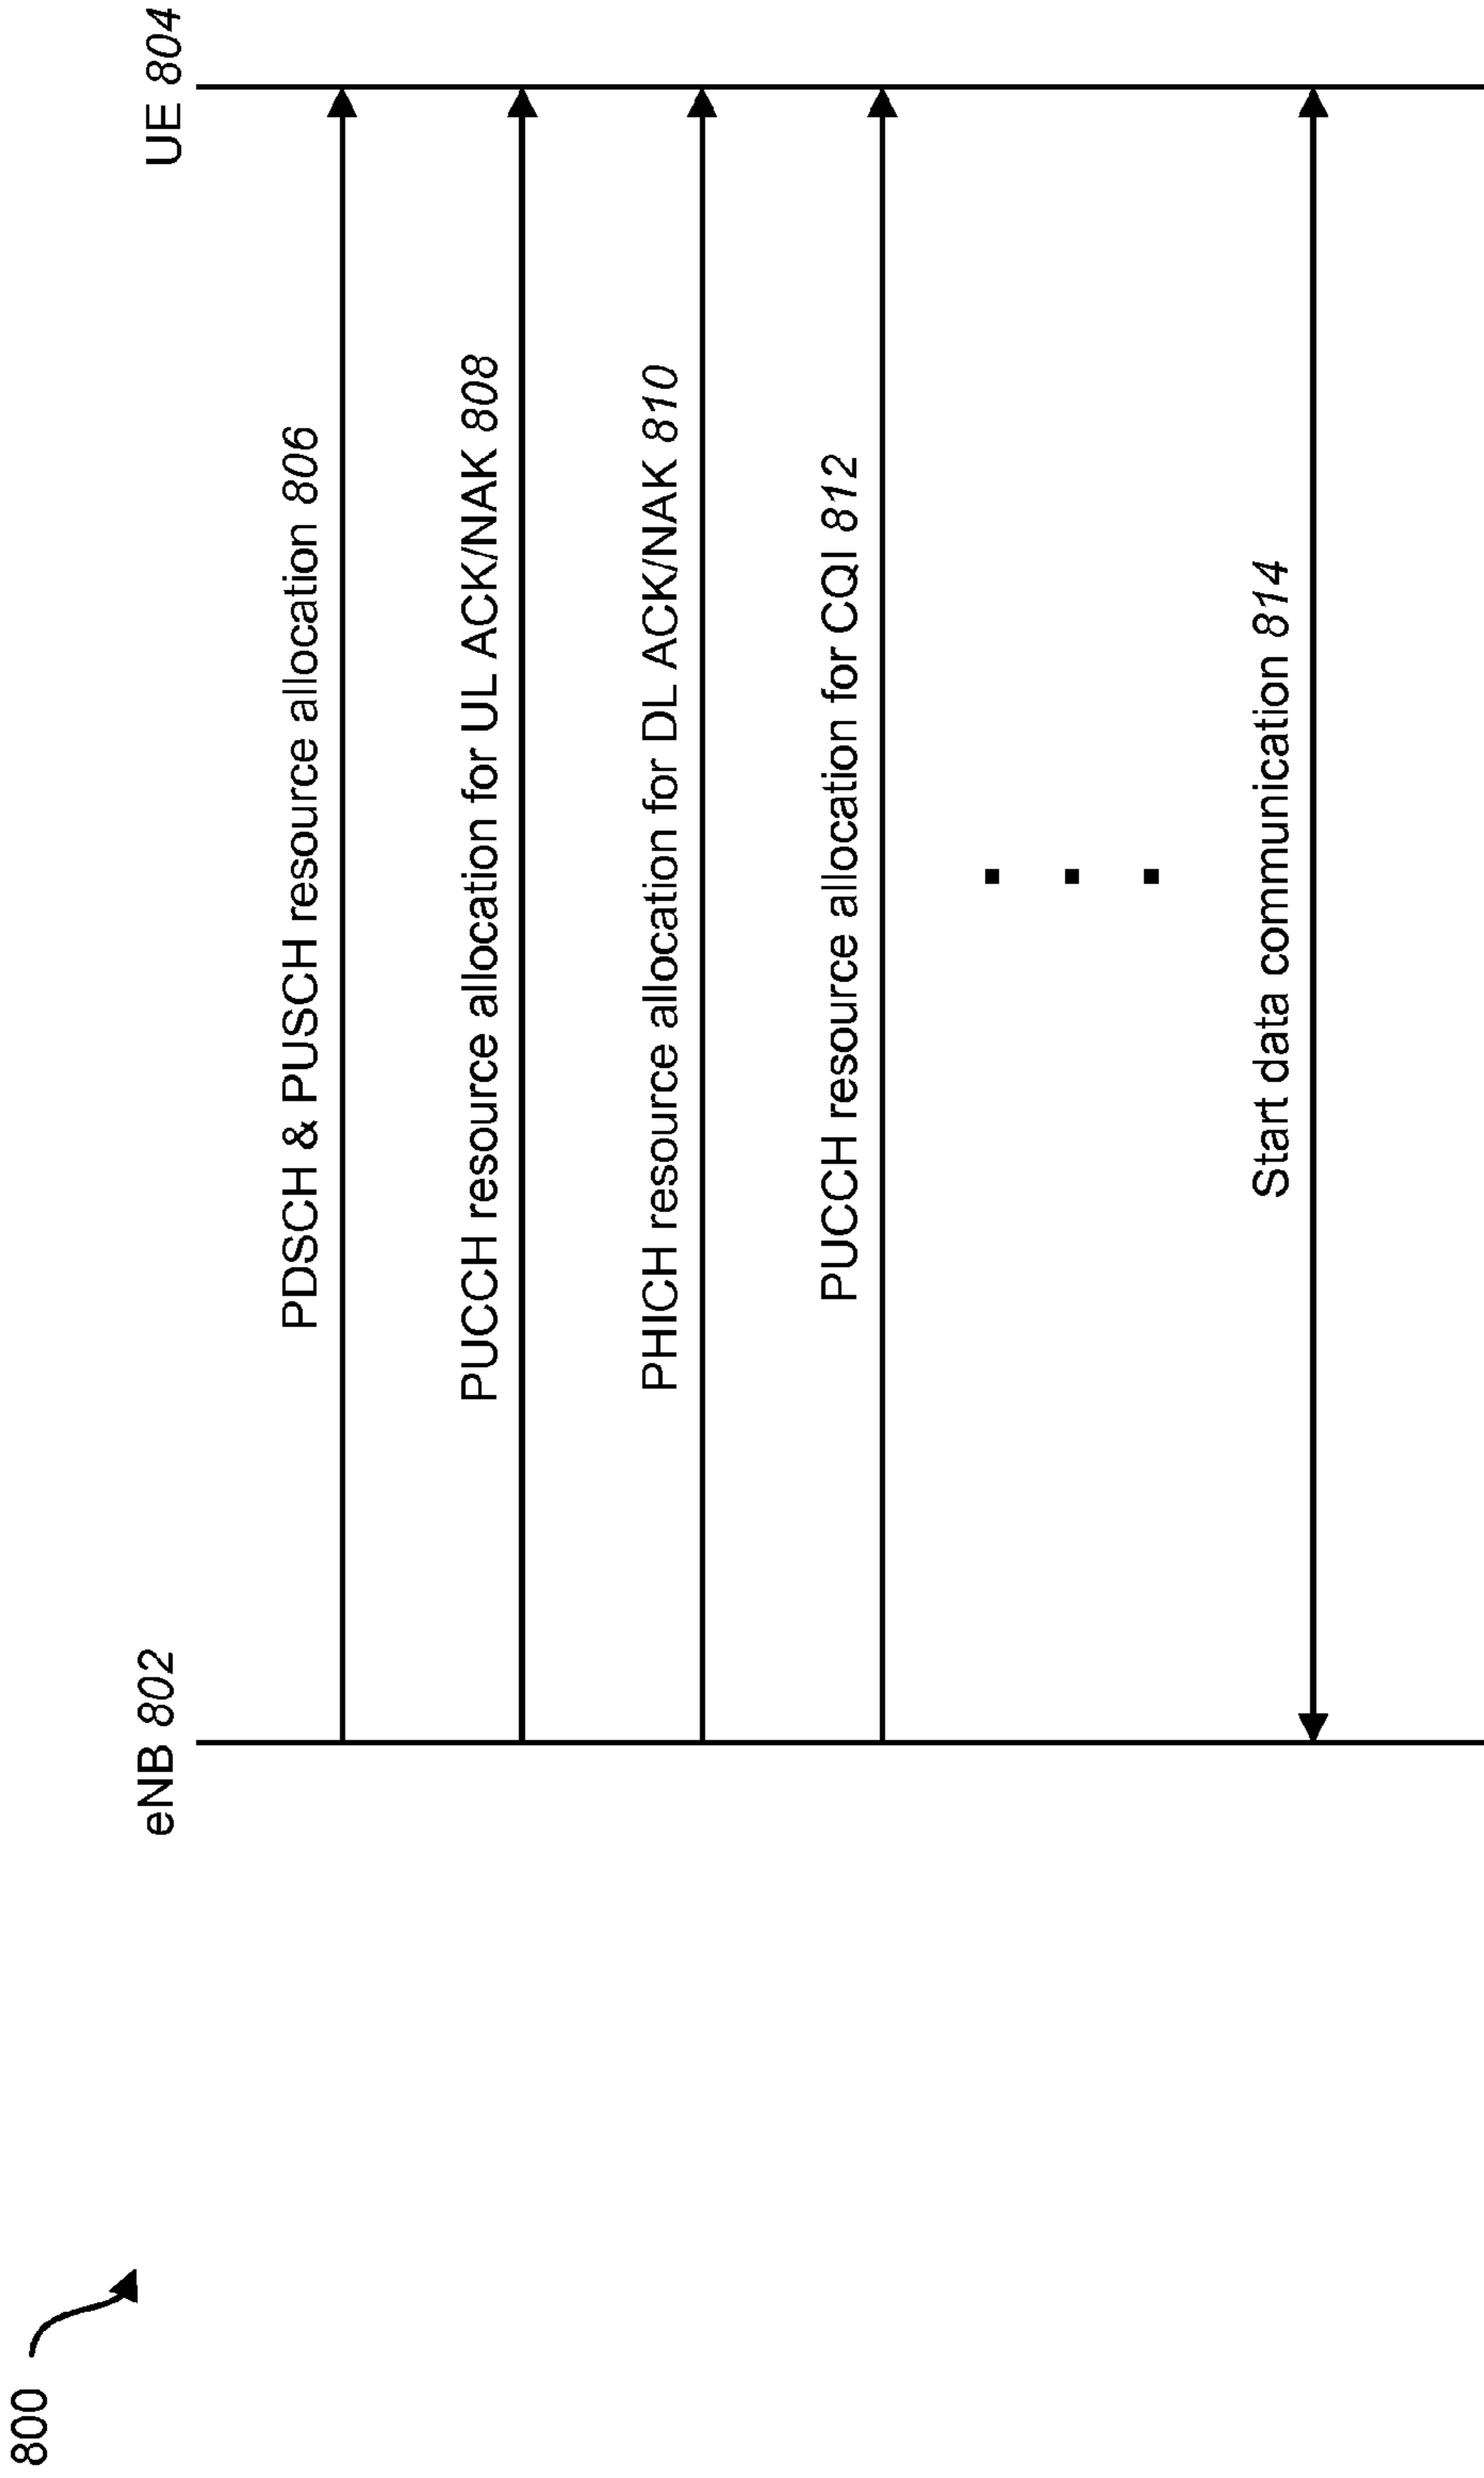 800
eNB 802
UE 804
PDSCH & PUSCH resource allocation 806
PUCCH resource allocation for UL ACK/NAK 808
PHICH resource allocation for DL ACK/NAK 810
PUCCH resource allocation for CQI 812
Start data communication 814